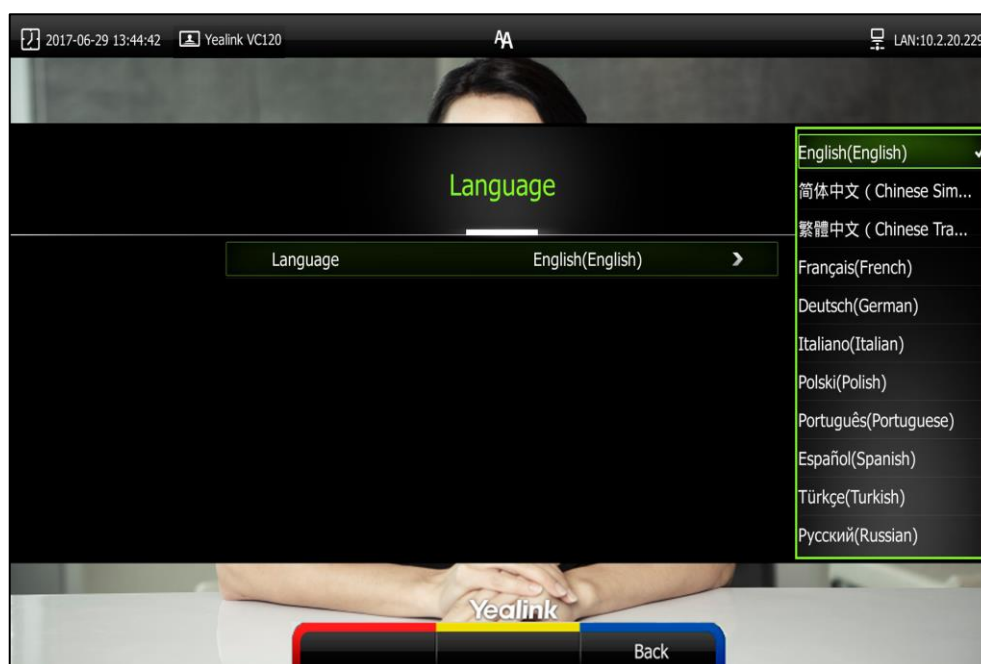 2017-06-29 13:44:42 Yealink VC120 AA LAN:10.2.20.229
Language
Language English(English)
English(English)
简体中文 ( Chinese Sim...
繁體中文 ( Chinese Tra...
Français(French)
Deutsch(German)
Italiano(Italian)
Polski(Polish)
Português(Portuguese)
Español(Spanish)
Türkçe(Turkish)
Русский(Russian)
Yealink
Back